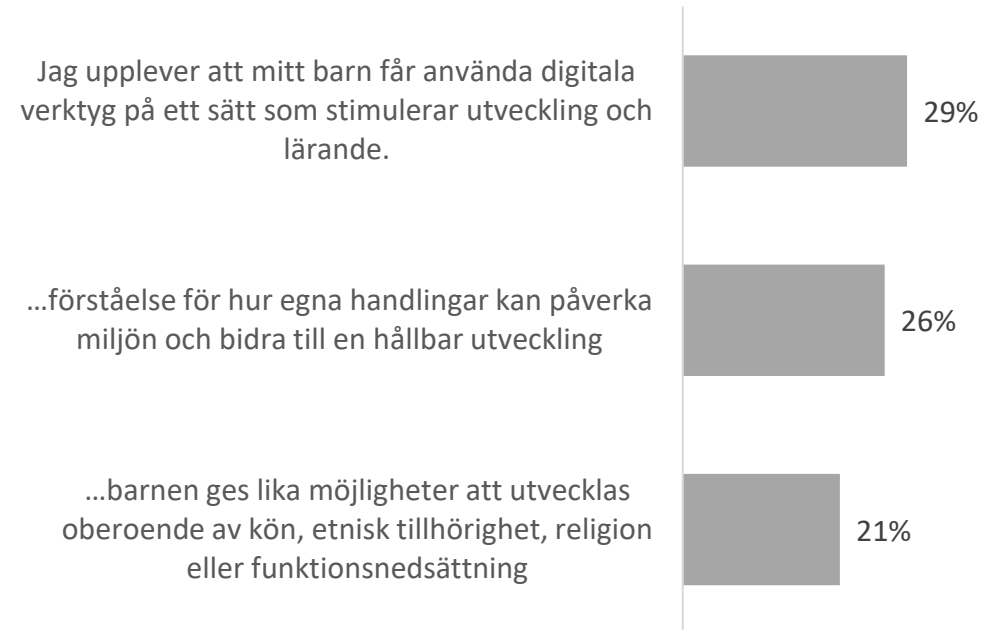 Jag upplever att mitt barn får använda digitala
verktyg på ett sätt som stimulerar utveckling och
lärande.
29%
…förståelse för hur egna handlingar kan påverka
miljön och bidra till en hållbar utveckling
26%
…barnen ges lika möjligheter att utvecklas
oberoende av kön, etnisk tillhörighet, religion
eller funktionsnedsättning
21%